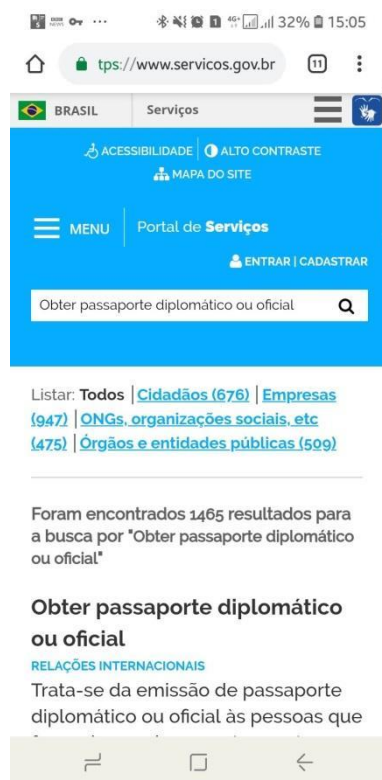 32% 15:05
tps://www.servicos.gov.br 11
BRASIL Serviços
ACESSIBILIDADE ALTO CONTRASTE
MAPA DO SITE
MENU Portal de Serviços
ENTRAR | CADASTRAR
Obter passaporte diplomático ou oficial
Listar: Todos | Cidadãos (676) | Empresas
(947) | ONGs, organizações sociais, etc
(475) | Órgãos e entidades públicas (509)
Foram encontrados 1465 resultados para
a busca por "Obter passaporte diplomático
ou oficial"
Obter passaporte diplomático
ou oficial
RELAÇÕES INTERNACIONAIS
Trata-se da emissão de passaporte
diplomático ou oficial às pessoas que